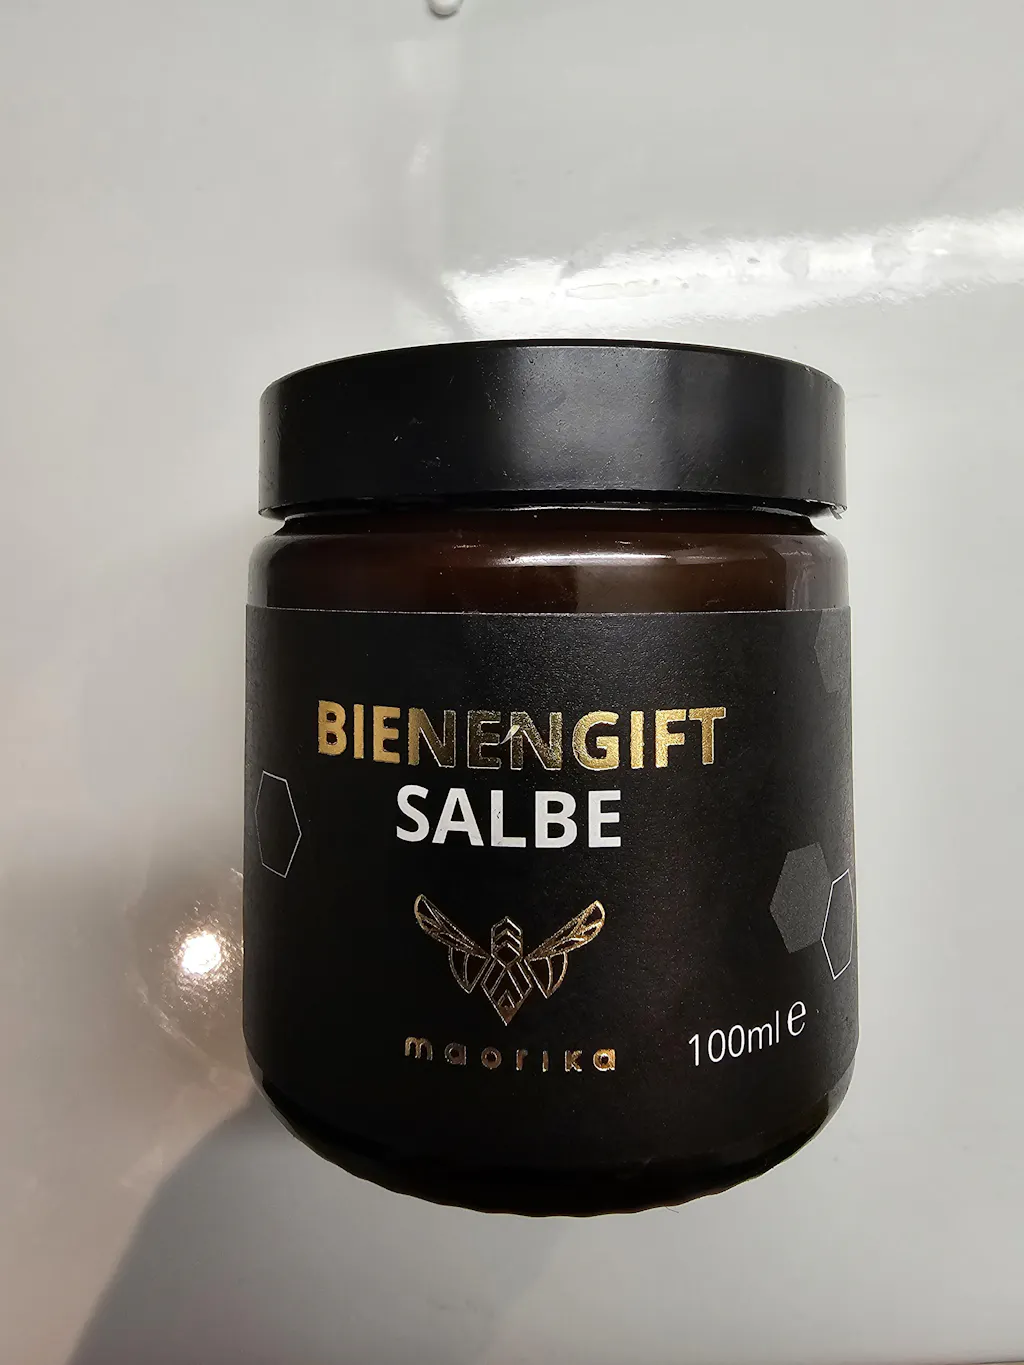 BIENENGIFT
SALBE
maorika
100ml ℮